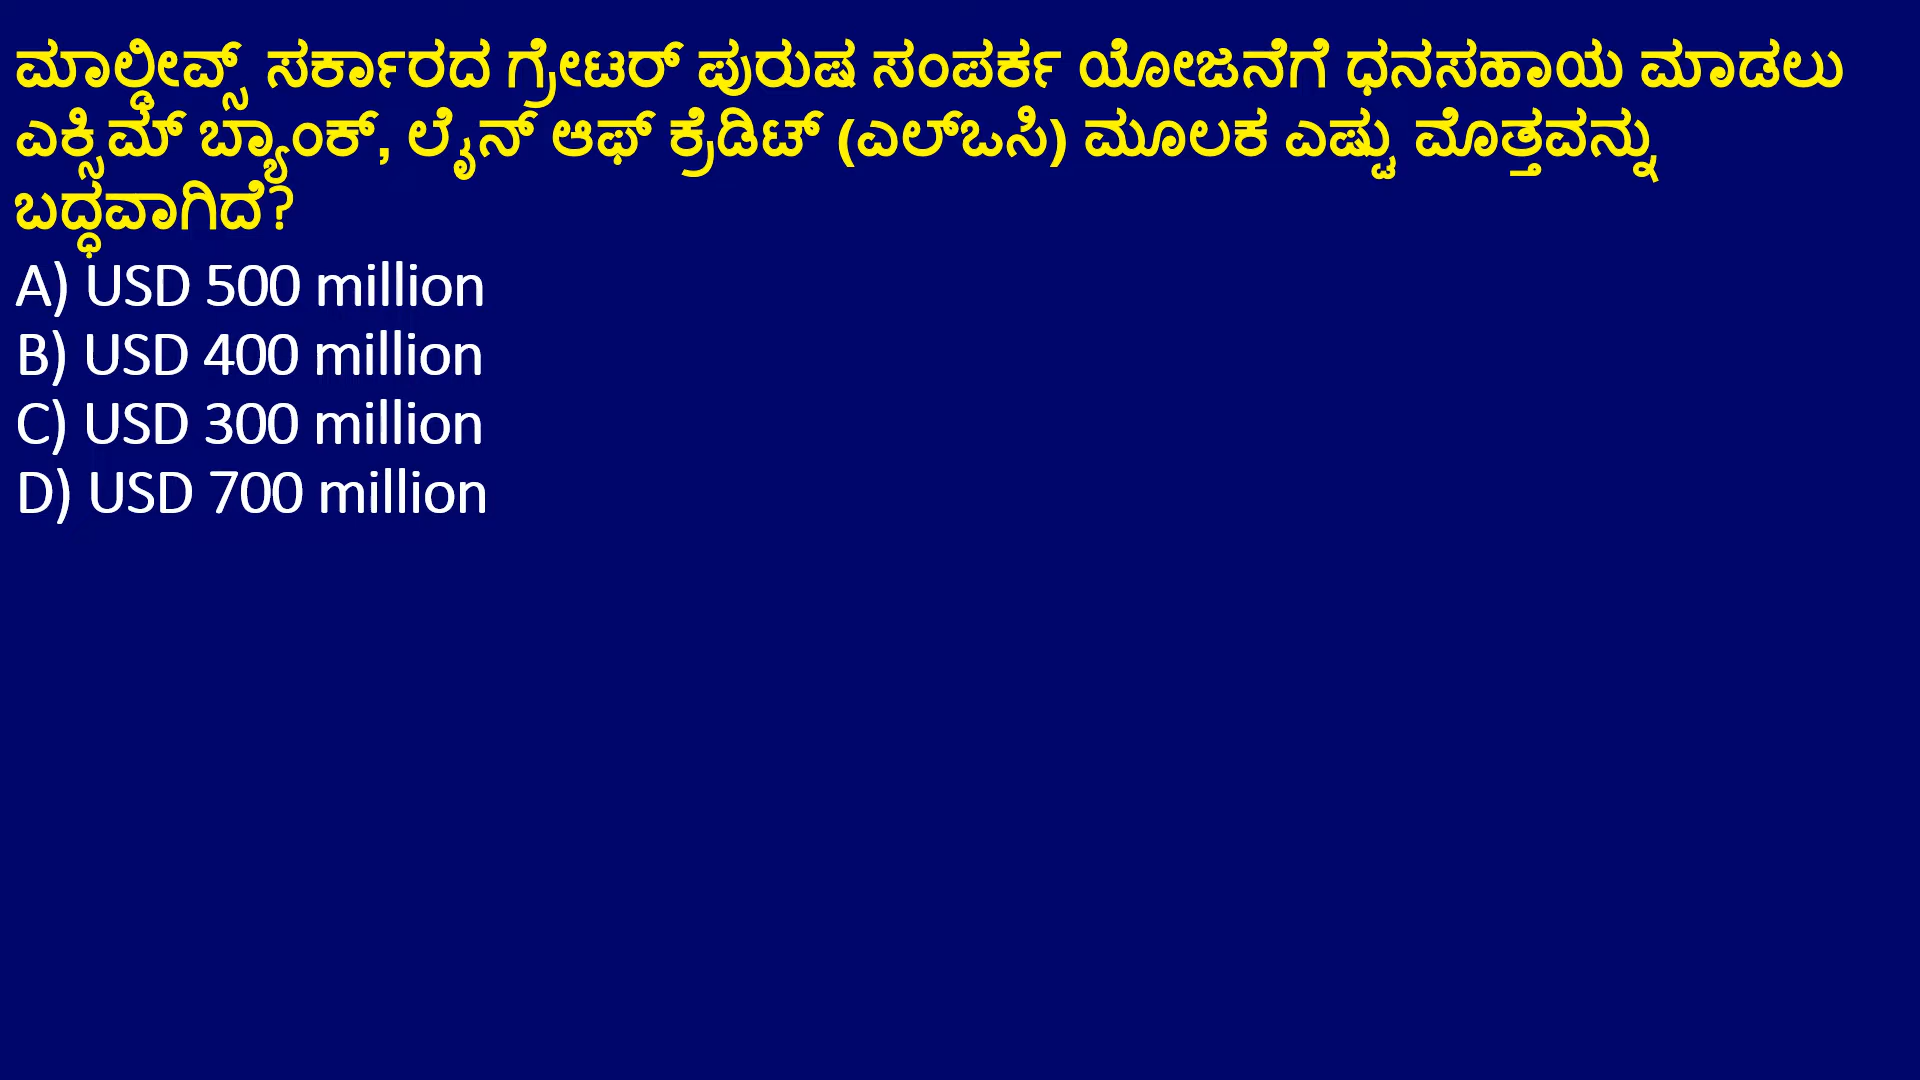 ಮಾಲ್ಡೀವ್ಸ್ ಸರ್ಕಾರದ ಗ್ರೇಟರ್ ಪುರುಷ ಸಂಪರ್ಕ ಯೋಜನೆಗೆ ಧನಸಹಾಯ ಮಾಡಲು
ಎಕ್ಸಿಮ್ ಬ್ಯಾಂಕ್, ಲೈನ್ ಆಫ್ ಕ್ರೆಡಿಟ್ (ಎಲ್‌ಒಸಿ) ಮೂಲಕ ಎಷ್ಟು ಮೊತ್ತವನ್ನು
ಬದ್ಧವಾಗಿದೆ?
A) USD 500 million
B) USD 400 million
C) USD 300 million
D) USD 700 million